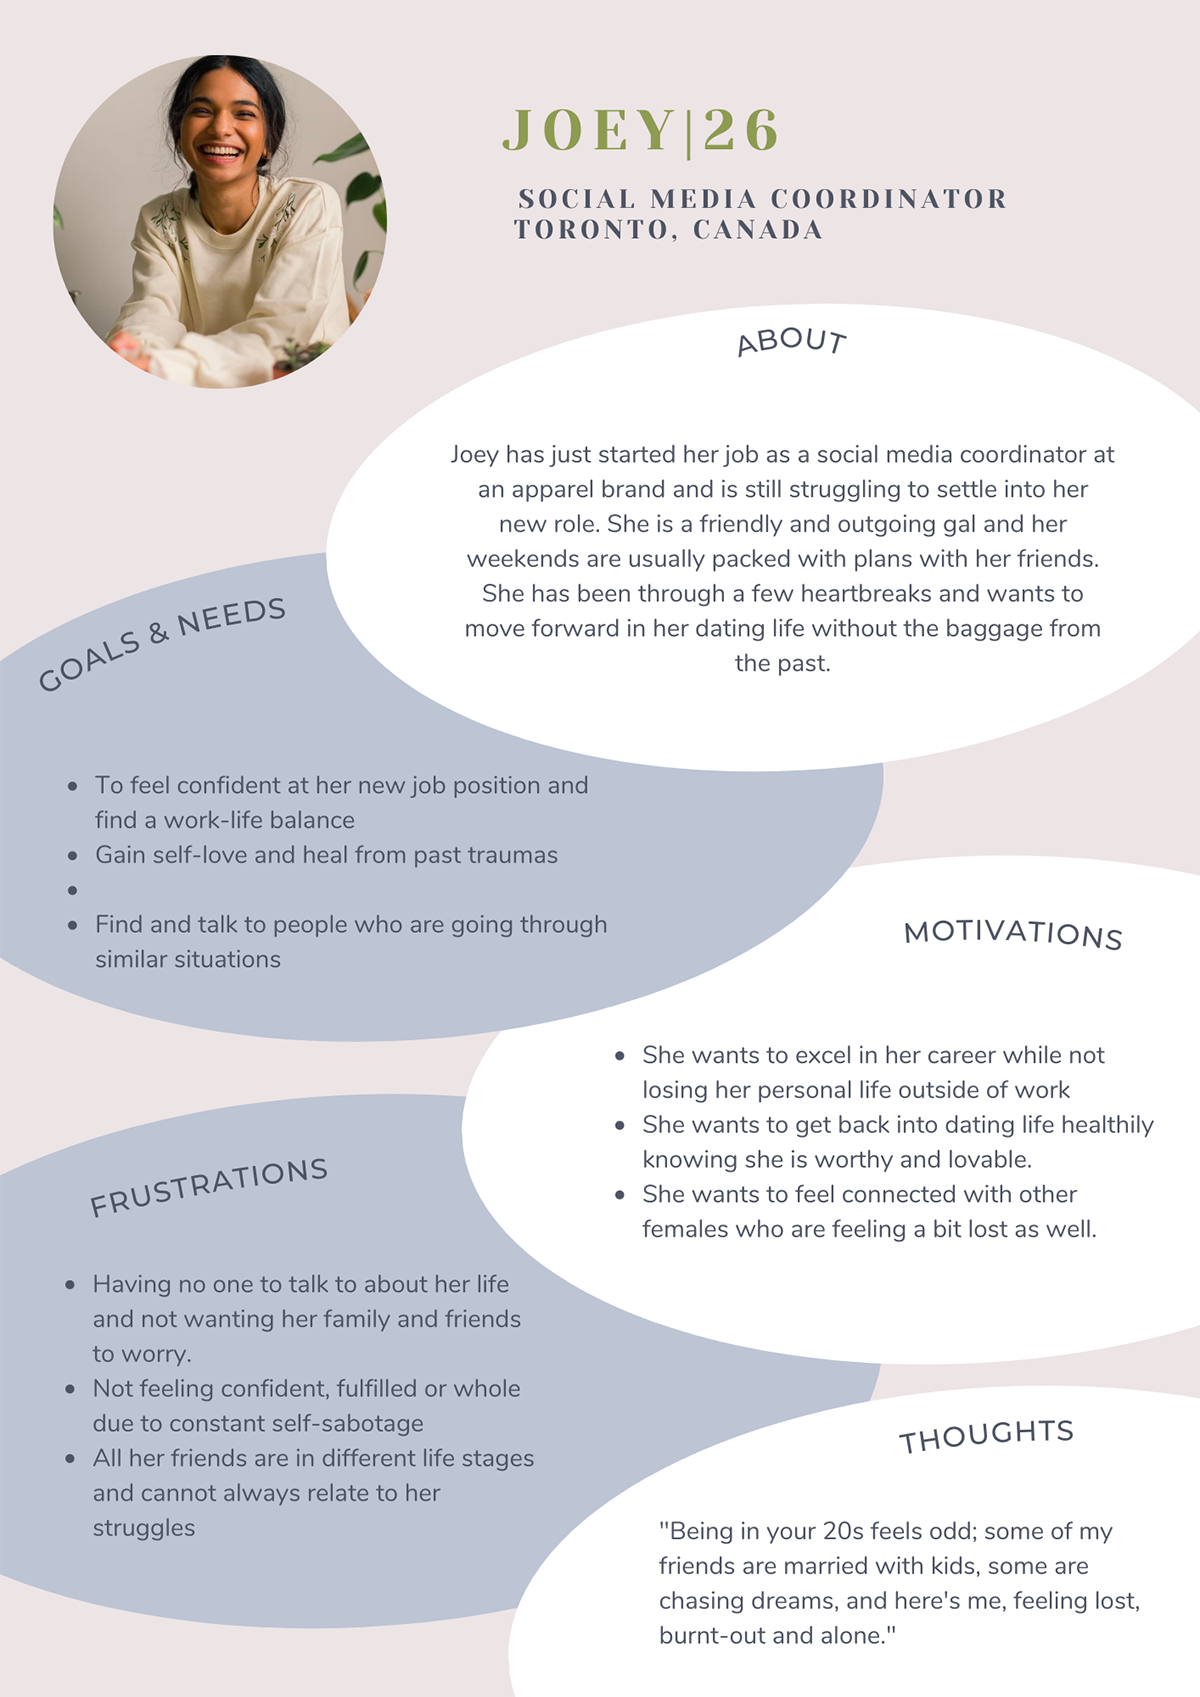 JOEY|26
SOCIAL MEDIA COORDINATOR
TORONTO, CANADA
ABOUT
Joey has just started her job as a social media coordinator at
an apparel brand and is still struggling to settle into her
new role. She is a friendly and outgoing gal and her
weekends are usually packed with plans with her friends.
She has been through a few heartbreaks and wants to
move forward in her dating life without the baggage from
the past.
GOALS & NEEDS
• To feel confident at her new job position and
find a work-life balance
• Gain self-love and heal from past traumas
•
• Find and talk to people who are going through
similar situations
MOTIVATIONS
• She wants to excel in her career while not
losing her personal life outside of work
• She wants to get back into dating life healthily
knowing she is worthy and lovable.
• She wants to feel connected with other
females who are feeling a bit lost as well.
FRUSTRATIONS
• Having no one to talk to about her life
and not wanting her family and friends
to worry.
• Not feeling confident, fulfilled or whole
due to constant self-sabotage
• All her friends are in different life stages
and cannot always relate to her
struggles
THOUGHTS
"Being in your 20s feels odd; some of my
friends are married with kids, some are
chasing dreams, and here's me, feeling lost,
burnt-out and alone."